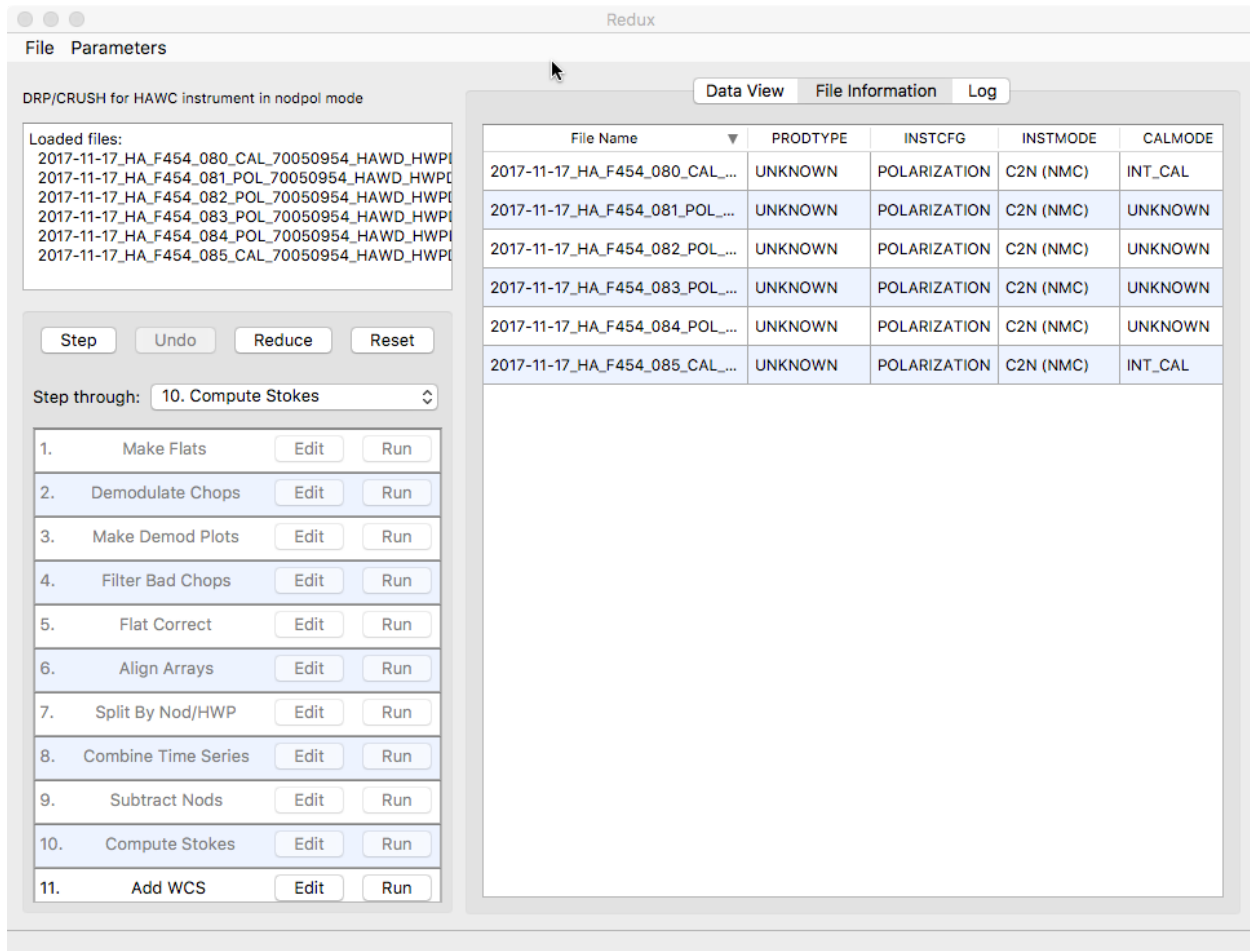 Redux
File Parameters
DRP/CRUSH for HAWC instrument in nodpol mode
Loaded files:
2017-11-17_HA_F454_080_CAL_70050954_HAWD_HWPD
2017-11-17_HA_F454_081_POL_70050954_HAWD_HWPD
2017-11-17_HA_F454_082_POL_70050954_HAWD_HWPD
2017-11-17_HA_F454_083_POL_70050954_HAWD_HWPD
2017-11-17_HA_F454_084_POL_70050954_HAWD_HWPD
2017-11-17_HA_F454_085_CAL_70050954_HAWD_HWPD
Step Undo Reduce Reset
Step through: 10. Compute Stokes
1. Make Flats Edit Run
2. Demodulate Chops Edit Run
3. Make Demod Plots Edit Run
4. Filter Bad Chops Edit Run
5. Flat Correct Edit Run
6. Align Arrays Edit Run
7. Split By Nod/HWP Edit Run
8. Combine Time Series Edit Run
9. Subtract Nods Edit Run
10. Compute Stokes Edit Run
11. Add WCS Edit Run
Data View File Information Log
File Name PRODTYPE INSTCFG INSTMODE CALMODE
2017-11-17_HA_F454_080_CAL_... UNKNOWN POLARIZATION C2N (NMC) INT_CAL
2017-11-17_HA_F454_081_POL_... UNKNOWN POLARIZATION C2N (NMC) UNKNOWN
2017-11-17_HA_F454_082_POL_... UNKNOWN POLARIZATION C2N (NMC) UNKNOWN
2017-11-17_HA_F454_083_POL_... UNKNOWN POLARIZATION C2N (NMC) UNKNOWN
2017-11-17_HA_F454_084_POL_... UNKNOWN POLARIZATION C2N (NMC) UNKNOWN
2017-11-17_HA_F454_085_CAL_... UNKNOWN POLARIZATION C2N (NMC) INT_CAL